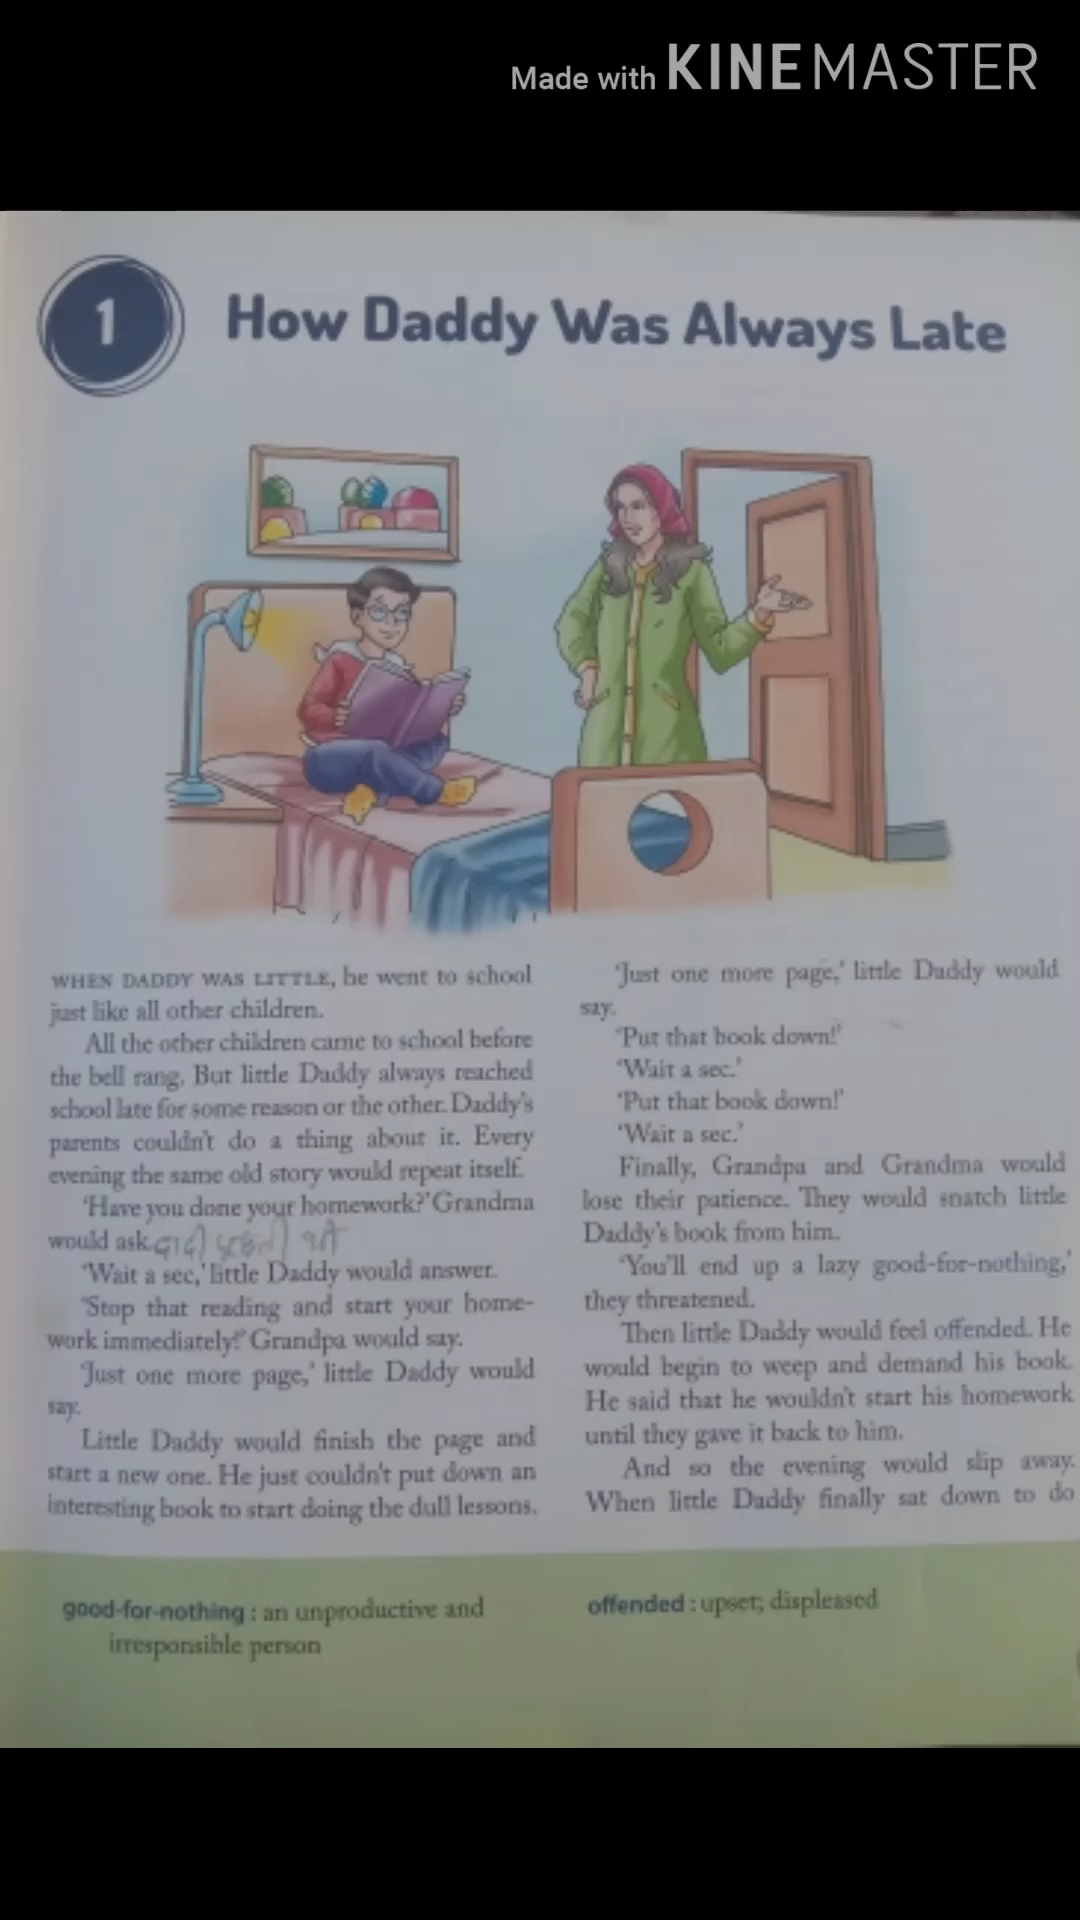 Made with KINEMASTER
1
How Daddy Was Always Late
WHEN DADDY WAS LITTLE, he went to school
just like all other children.
All the other children came to school before
the bell rang. But little Daddy always reached
school late for some reason or the other. Daddy's
parents couldn't do a thing about it. Every
evening the same old story would repeat itself.
'Have you done your homework?' Grandma
would ask.
'Wait a sec,' little Daddy would answer.
'Stop that reading and start your home-
work immediately!' Grandpa would say.
'Just one more page,' little Daddy would
say.
Little Daddy would finish the page and
start a new one. He just couldn't put down an
interesting book to start doing the dull lessons.
'Just one more page,' little Daddy would
say.
'Put that book down!'
'Wait a sec.'
'Put that book down!'
'Wait a sec.'
Finally, Grandpa and Grandma would
lose their patience. They would snatch little
Daddy's book from him.
'You'll end up a lazy good-for-nothing,'
they threatened.
Then little Daddy would feel offended. He
would begin to weep and demand his book.
He said that he wouldn't start his homework
until they gave it back to him.
And so the evening would slip away.
When little Daddy finally sat down to do
good-for-nothing : an unproductive and
irresponsible person
offended : upset; displeased